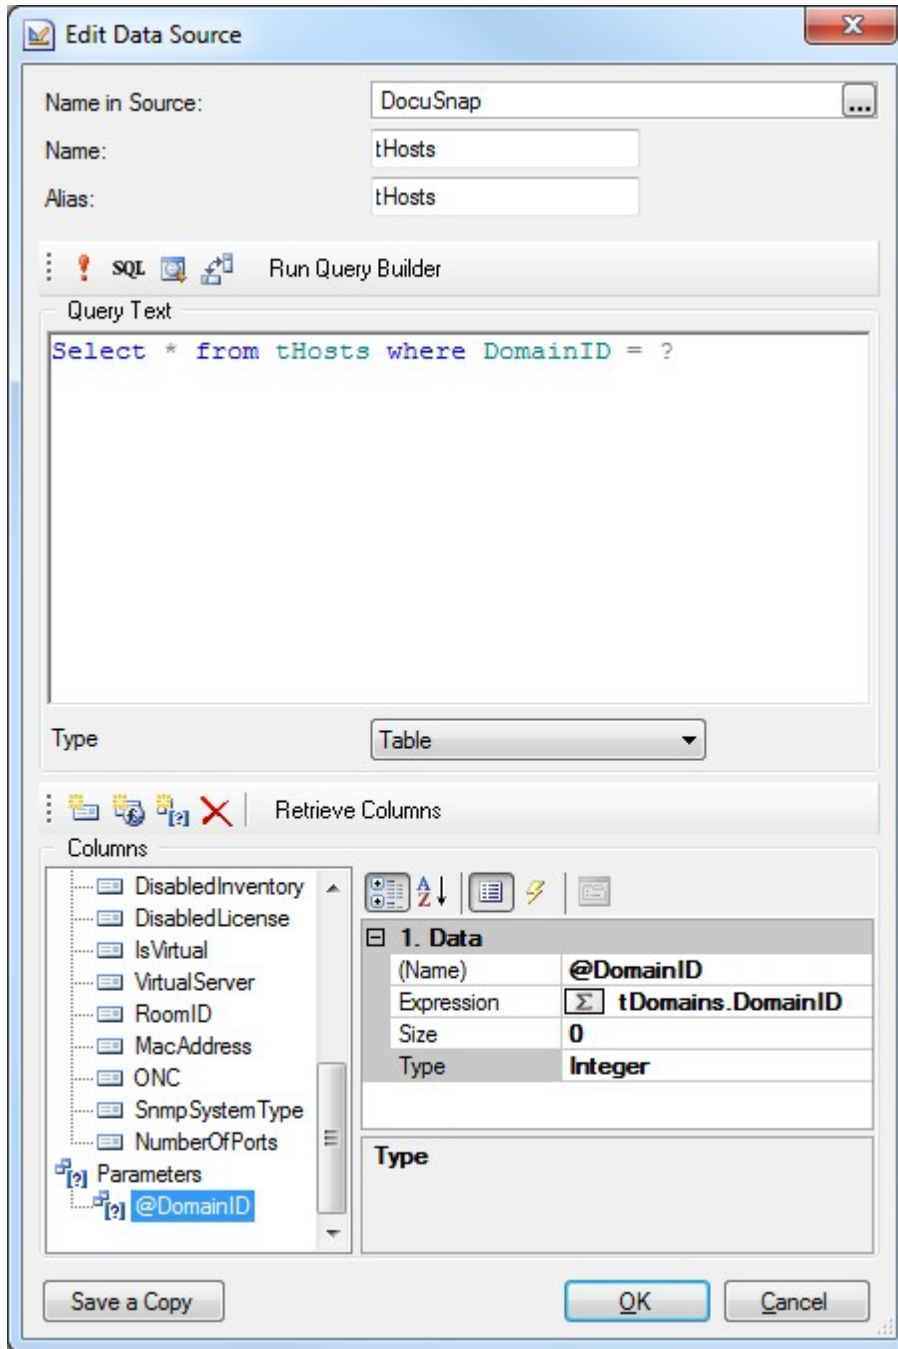 Edit Data Source
Name in Source: DocuSnap ...
Name: tHosts
Alias: tHosts
SQL Run Query Builder
Query Text
Select * from tHosts where DomainID = ?
Type Table
Retrieve Columns
Columns
DisabledInventory
DisabledLicense
IsVirtual
VirtualServer
RoomID
MacAddress
ONC
SnmpSystemType
NumberOfPorts
Parameters
@DomainID
1. Data
(Name) @DomainID
Expression Σ tDomains.DomainID
Size 0
Type Integer
Type
Save a Copy OK Cancel